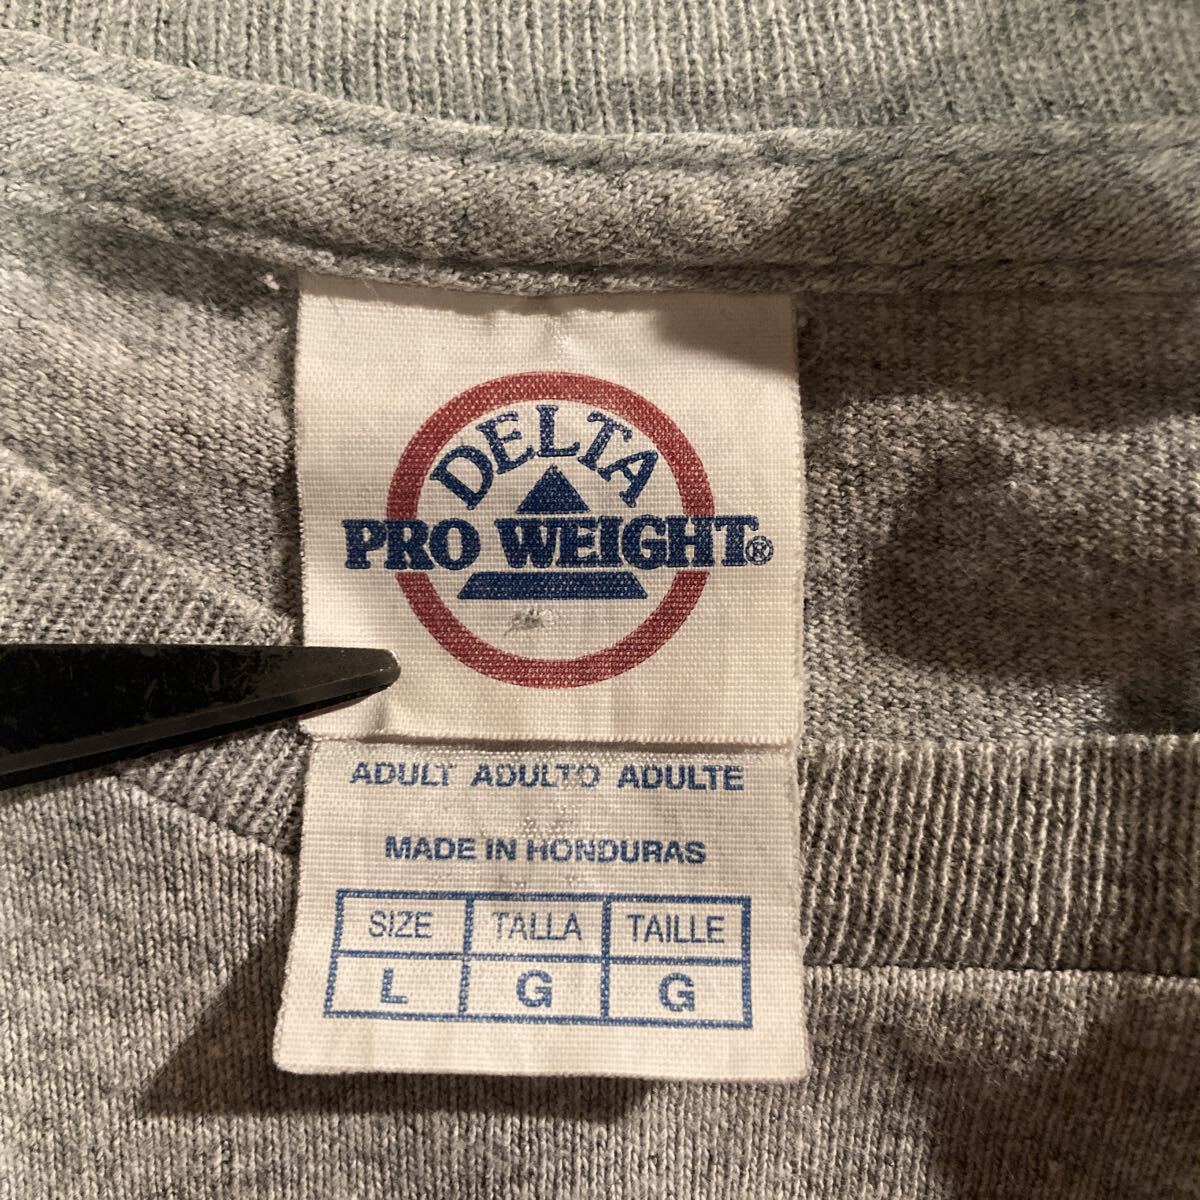 DELTA
PRO WEIGHT®
ADULT ADULTO ADULTE
MADE IN HONDURAS
SIZE TALLA TAILLE
L G G